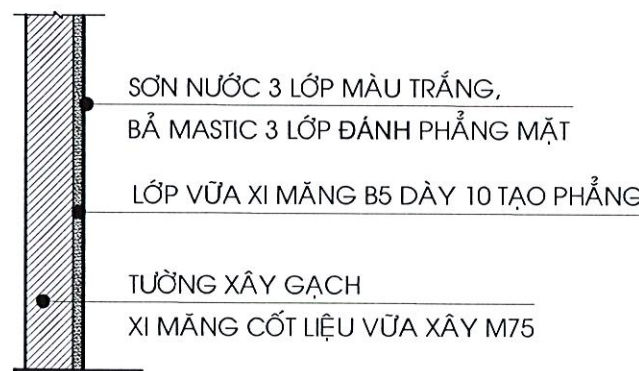 SƠN NƯỚC 3 LỚP MÀU TRẮNG,
BẢ MASTIC 3 LỚP ĐÁNH PHẲNG MẶT
LỚP VỮA XI MĂNG B5 DÀY 10 TẠO PHẲNG
TƯỜNG XÂY GẠCH
XI MĂNG CỐT LIỆU VỮA XÂY M75